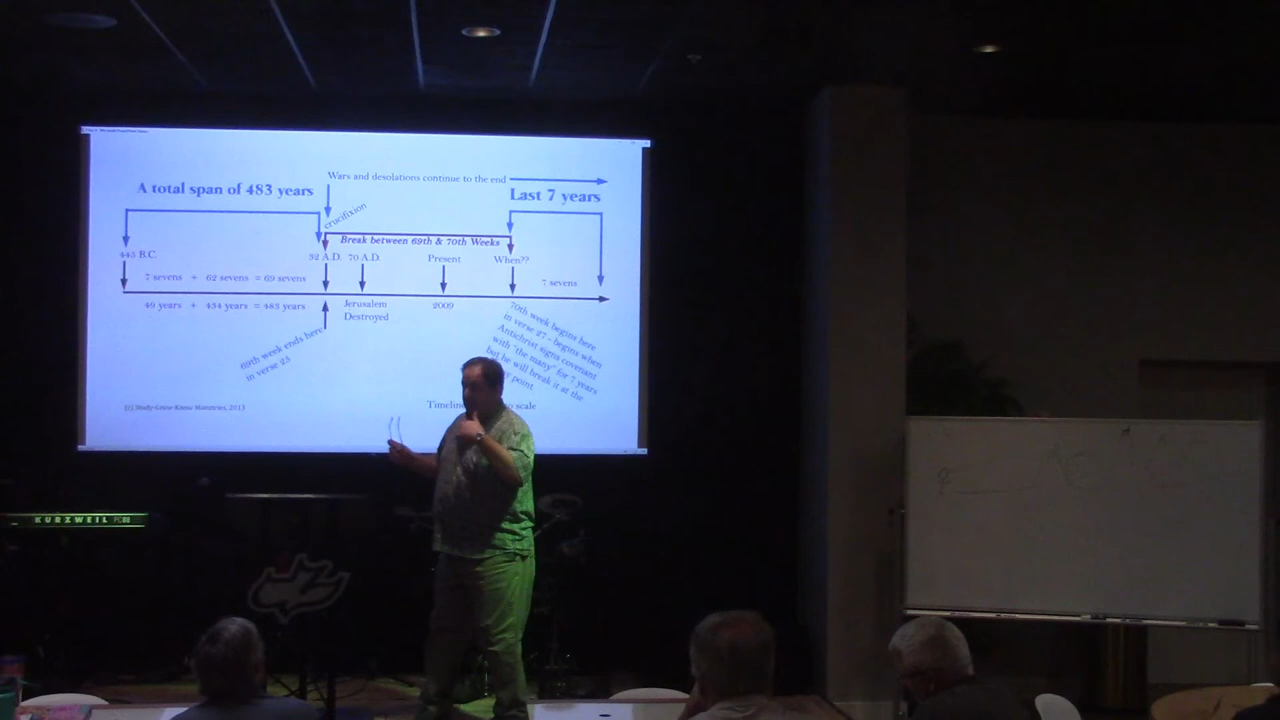 Wars and desolations continue to the end
A total span of 483 years
Last 7 years
crucifixion
Break between 69th & 70th Weeks
445 B.C.
32 A.D.
70 A.D.
Present
When??
7 sevens + 62 sevens = 69 sevens
7 sevens
49 years + 434 years = 483 years
Jerusalem
Destroyed
2009
69th week ends here
in verse 25
70th week begins here
in verse 27 - begins when
Antichrist signs covenant
with "the many" for 7 years
but he will break it at the
point
(c) Study-Grow-Know Ministries, 2013
scale
KURZWEIL PC88